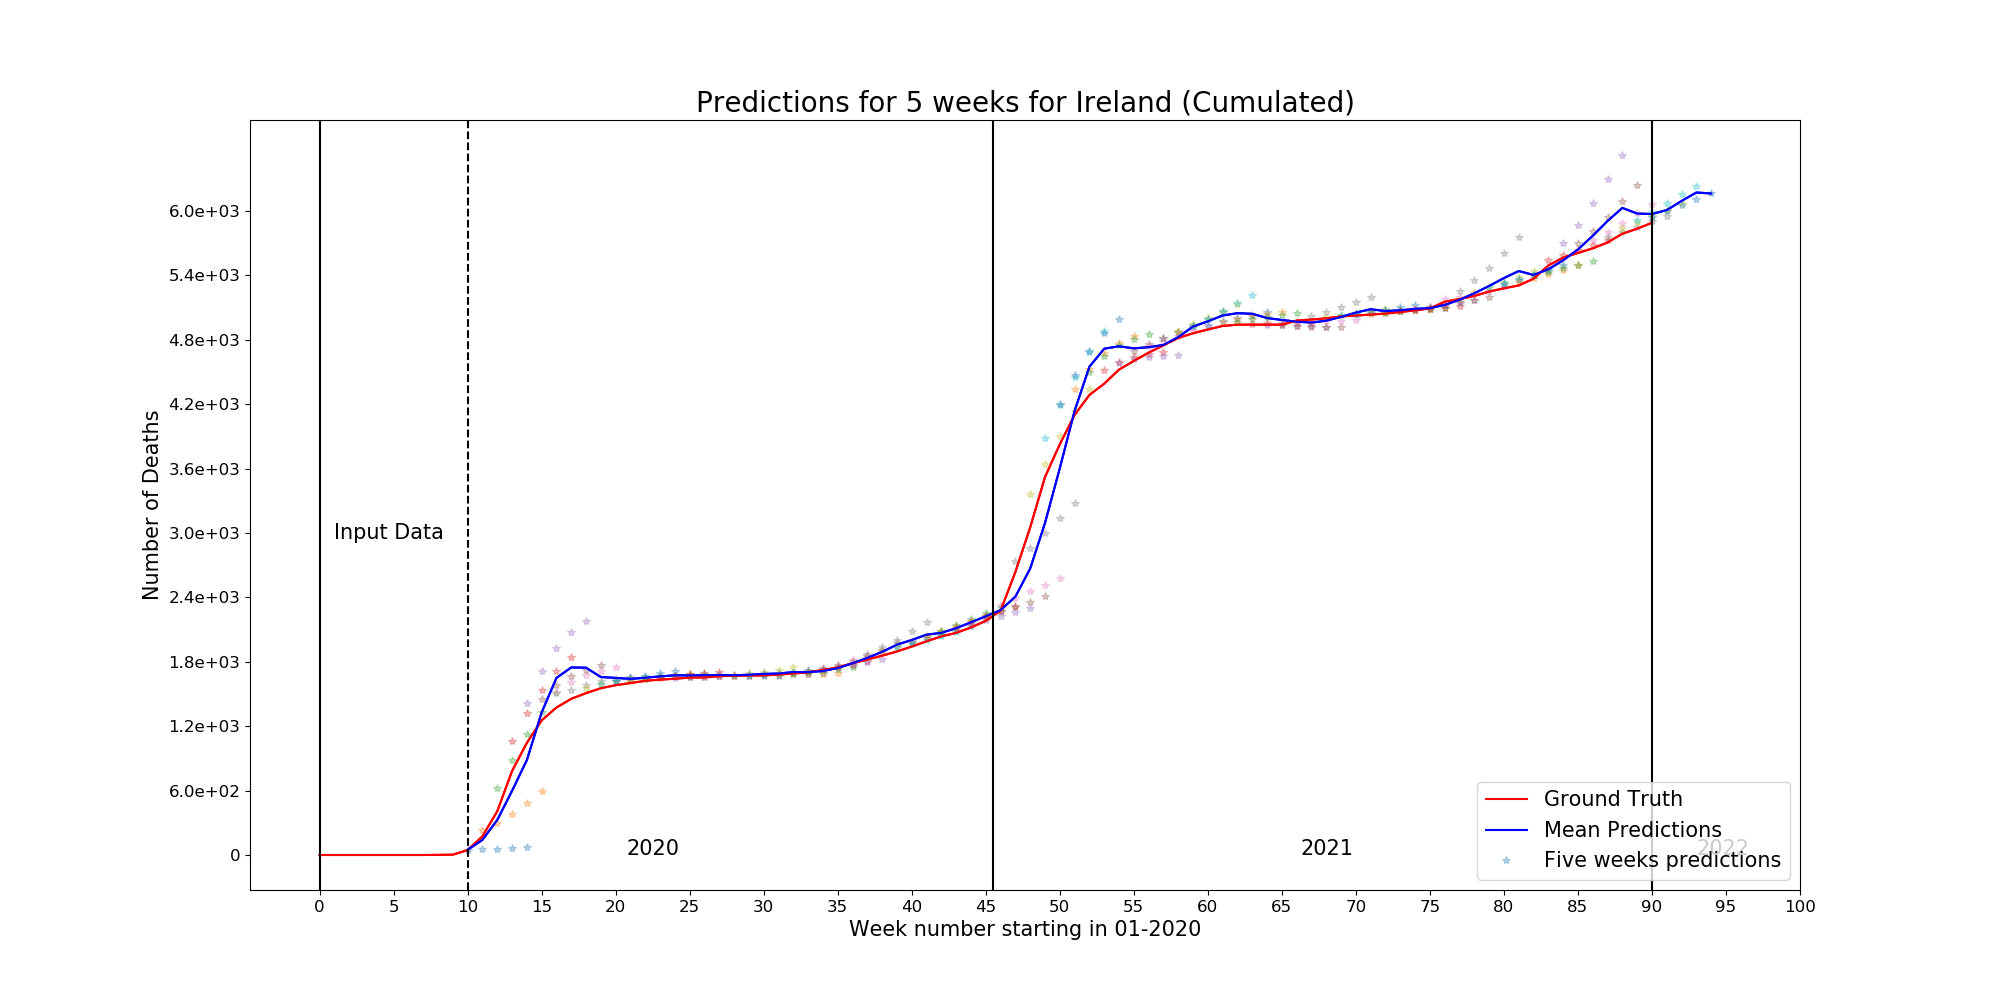 Predictions for 5 weeks for Ireland (Cumulated)
6.0e+03
5.4e+03
4.8e+03
4.2e+03
3.6e+03
3.0e+03
2.4e+03
1.8e+03
1.2e+03
6.0e+02
0
Number of Deaths
Input Data
2020
2021
2022
Ground Truth
Mean Predictions
Five weeks predictions
0 5 10 15 20 25 30 35 40 45 50 55 60 65 70 75 80 85 90 95 100
Week number starting in 01-2020